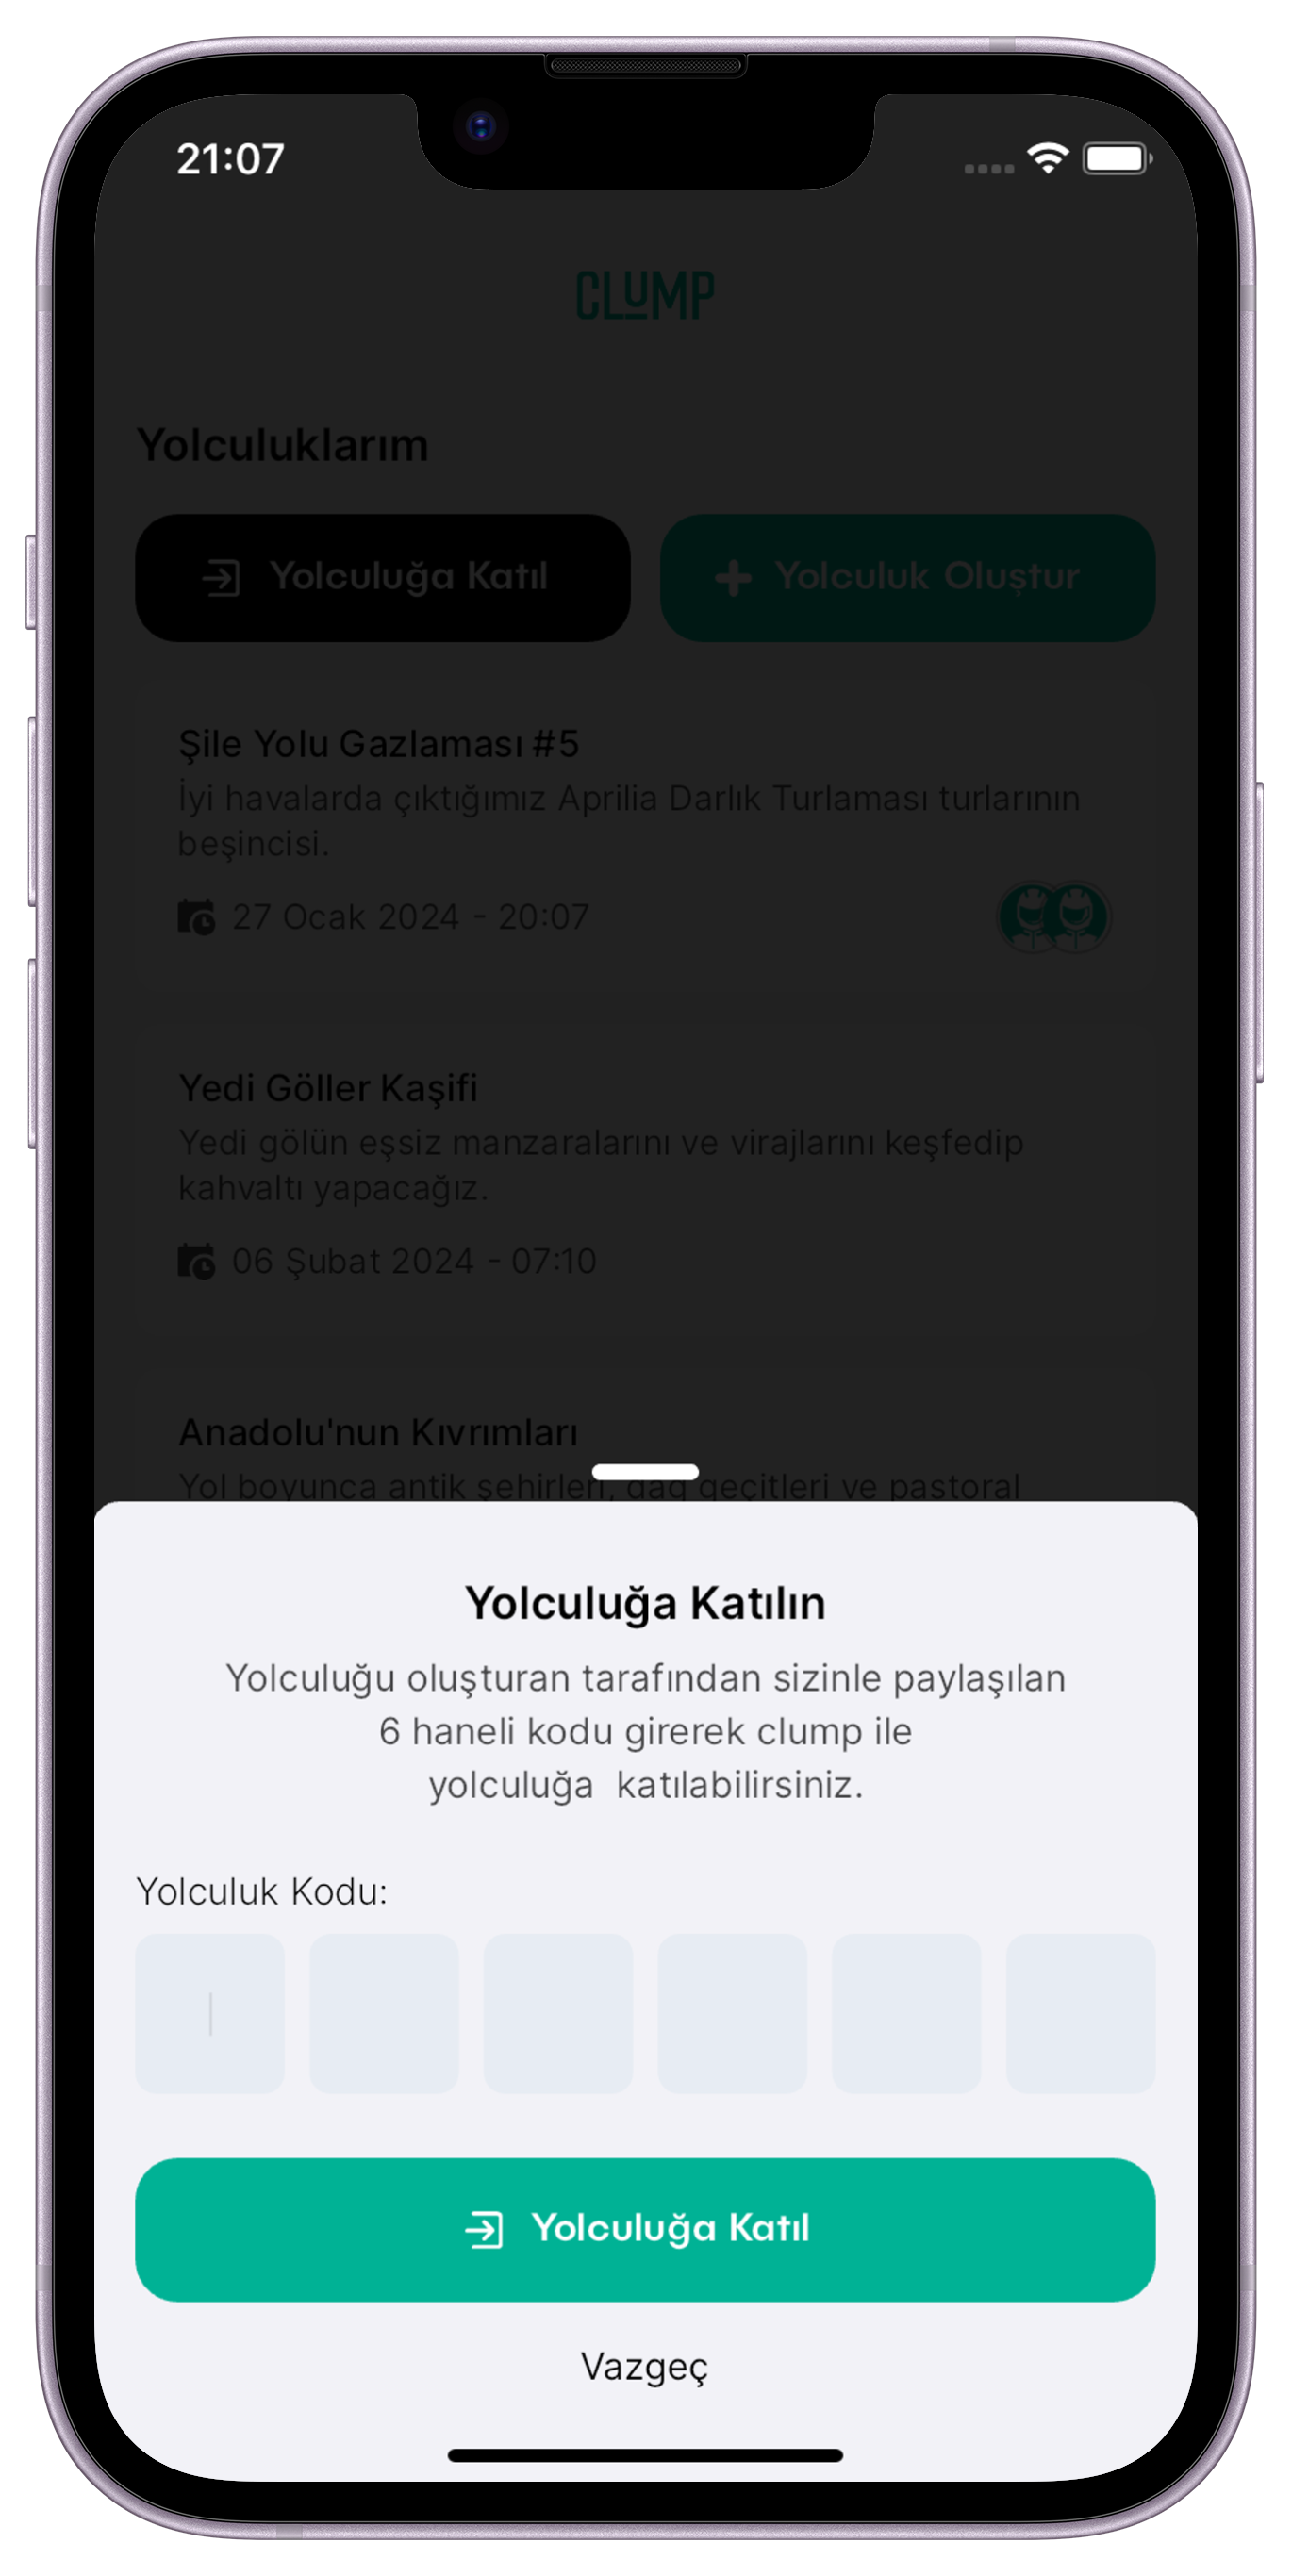 21:07
CLUMP
Yolculuklarım
Yolculuğa Katıl
Yolculuk Oluştur
Şile Yolu Gazlaması #5
İyi havalarda çıktığımız Aprilia Darlık Turlaması turlarının
beşincisi.
27 Ocak 2024 - 20:07
Yedi Göller Kaşifi
Yedi gölün eşsiz manzaralarını ve virajlarını keşfedip
kahvaltı yapacağız.
06 Şubat 2024 - 07:10
Anadolu'nun Kıvrımları
Yol boyunca antik şehirleri, dağ geçitleri ve pastoral
Yolculuğa Katılın
Yolculuğu oluşturan tarafından sizinle paylaşılan
6 haneli kodu girerek clump ile
yolculuğa  katılabilirsiniz.
Yolculuk Kodu:
Yolculuğa Katıl
Vazgeç